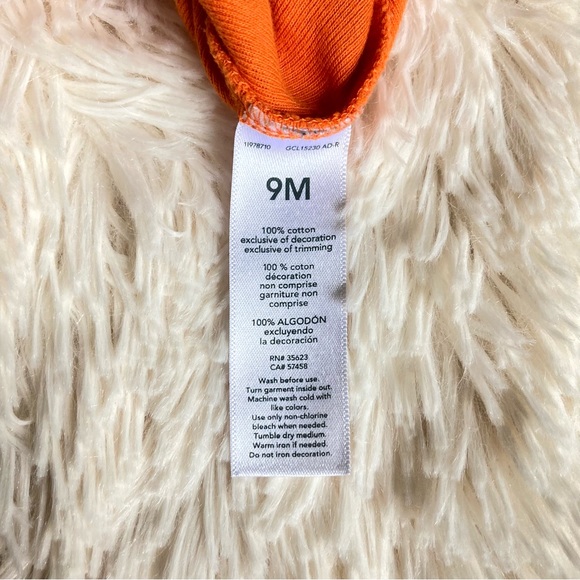 11978710 GCL15230 AD-R
9M
100% cotton
exclusive of decoration
exclusive of trimming
100 % coton
décoration
non comprise
garniture non
comprise
100% ALGODÓN
excluyendo
la decoración
RN# 35623
CA# 57458
Wash before use.
Turn garment inside out.
Machine wash cold with
like colors.
Use only non-chlorine
bleach when needed.
Tumble dry medium.
Warm iron if needed.
Do not iron decoration.